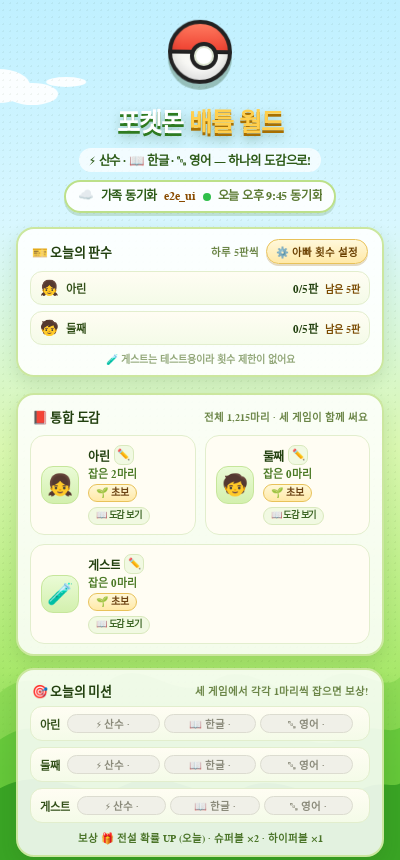 포켓몬 배틀 월드
⚡ 산수 · 📖 한글 · 🔤 영어 — 하나의 도감으로!
☁️ 가족 동기화 e2e_ui 오늘 오후 9:45 동기화
🎫 오늘의 판수 하루 5판씩 ⚙️ 아빠 횟수 설정
아린 0/5판 남은 5판
둘째 0/5판 남은 5판
🧪 게스트는 테스트용이라 횟수 제한이 없어요
📕 통합 도감 전체 1,215마리 · 세 게임이 함께 써요
아린 ✏️
잡은 2마리
🌱 초보
📖 도감 보기
둘째 ✏️
잡은 0마리
🌱 초보
📖 도감 보기
게스트 ✏️
잡은 0마리
🌱 초보
📖 도감 보기
🎯 오늘의 미션 세 게임에서 각각 1마리씩 잡으면 보상!
아린 ⚡ 산수 · 📖 한글 · 🔤 영어 ·
둘째 ⚡ 산수 · 📖 한글 · 🔤 영어 ·
게스트 ⚡ 산수 · 📖 한글 · 🔤 영어 ·
보상 🎁 전설 확률 UP (오늘) · 슈퍼볼 ×2 · 하이퍼볼 ×1